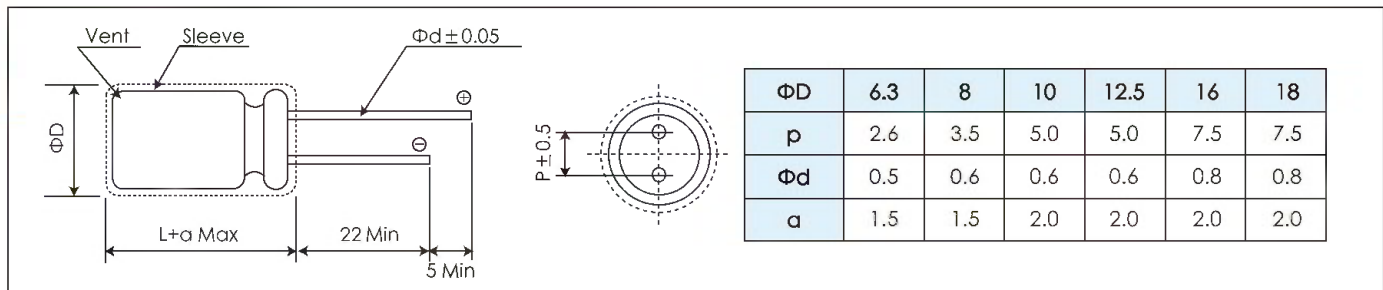 Vent
Sleeve
Φd±0.05
ΦD
⊕
⊖
L+a Max
22 Min
5 Min
P±0.5
ΦD 6.3 8 10 12.5 16 18
p 2.6 3.5 5.0 5.0 7.5 7.5
Φd 0.5 0.6 0.6 0.6 0.8 0.8
a 1.5 1.5 2.0 2.0 2.0 2.0